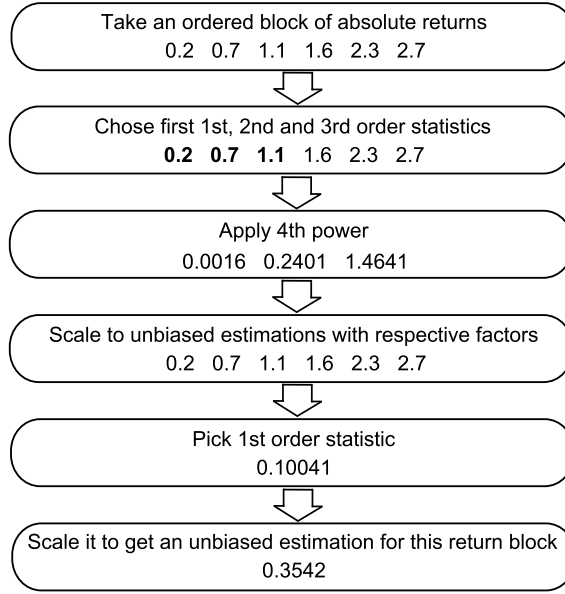 Take an ordered block of absolute returns
0.2 0.7 1.1 1.6 2.3 2.7
Chose first 1st, 2nd and 3rd order statistics
0.2 0.7 1.1 1.6 2.3 2.7
Apply 4th power
0.0016 0.2401 1.4641
Scale to unbiased estimations with respective factors
0.2 0.7 1.1 1.6 2.3 2.7
Pick 1st order statistic
0.10041
Scale it to get an unbiased estimation for this return block
0.3542